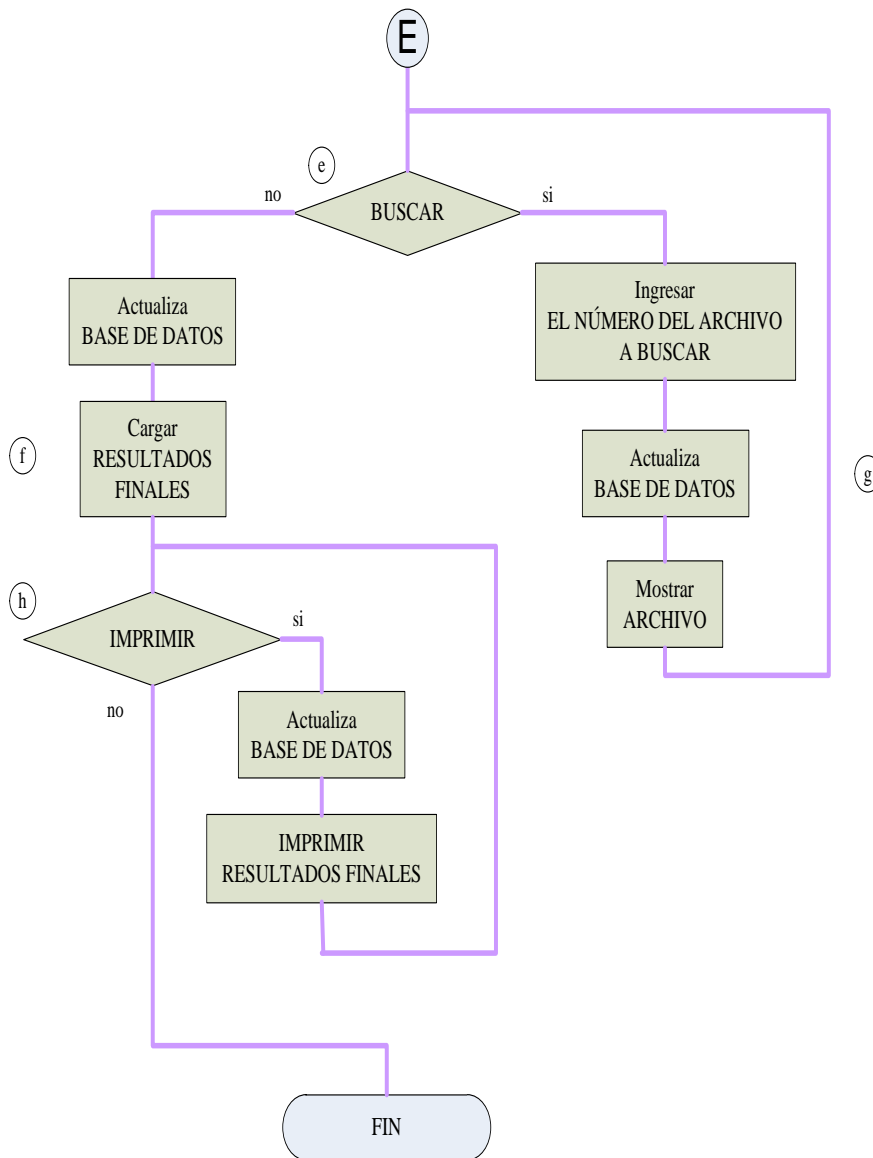 E
e
no
BUSCAR
si
Actualiza
BASE DE DATOS
Ingresar
EL NÚMERO DEL ARCHIVO
A BUSCAR
f
Cargar
RESULTADOS
FINALES
Actualiza
BASE DE DATOS
g
h
IMPRIMIR
si
no
Mostrar
ARCHIVO
Actualiza
BASE DE DATOS
IMPRIMIR
RESULTADOS FINALES
FIN